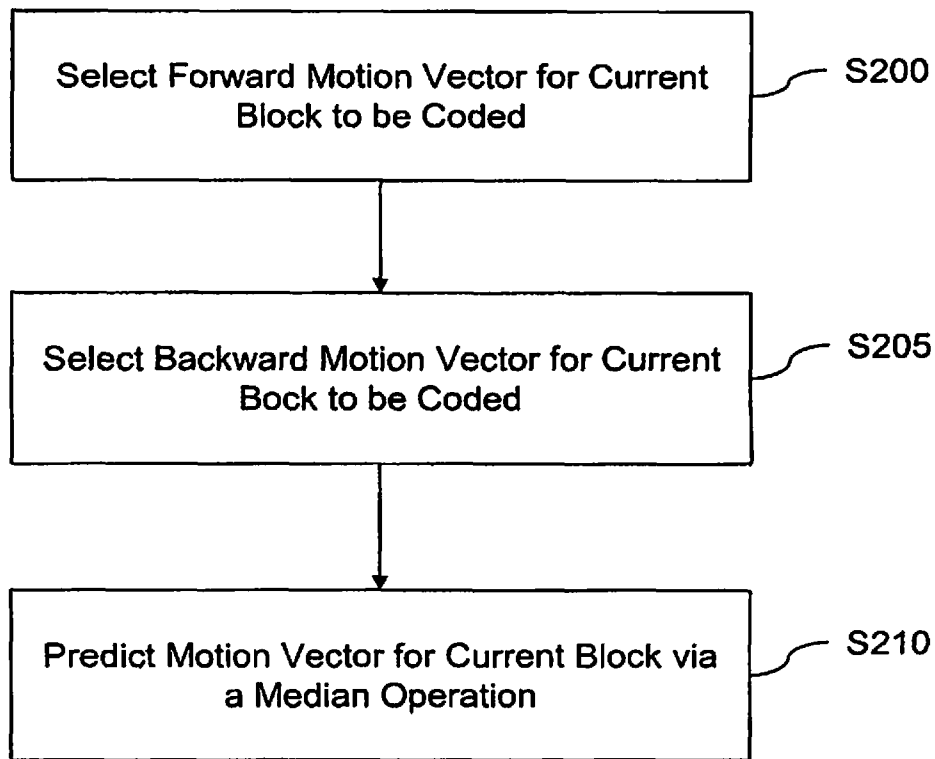 Select Forward Motion Vector for Current
Block to be Coded
S200
Select Backward Motion Vector for Current
Bock to be Coded
S205
Predict Motion Vector for Current Block via
a Median Operation
S210